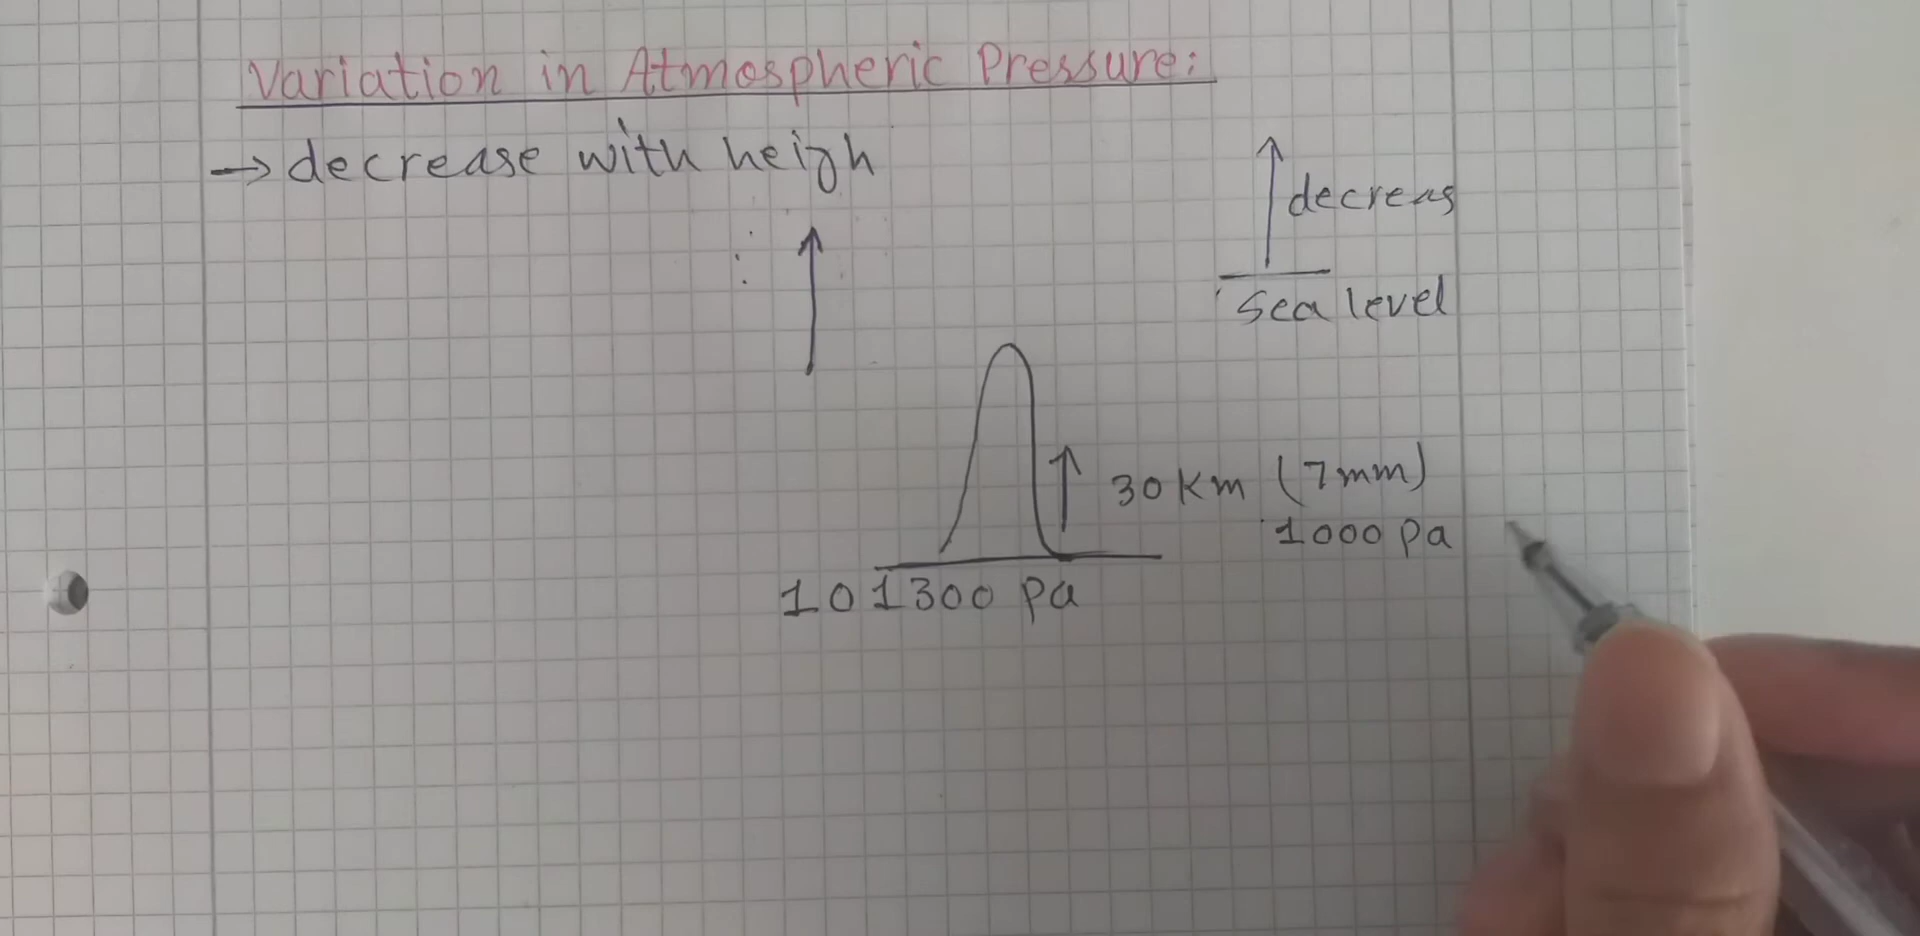 Variation in Atmospheric Pressure:
→ decrease with heigh
decreas
Sea level
30 Km (7mm)
1000 pa
101300 pa